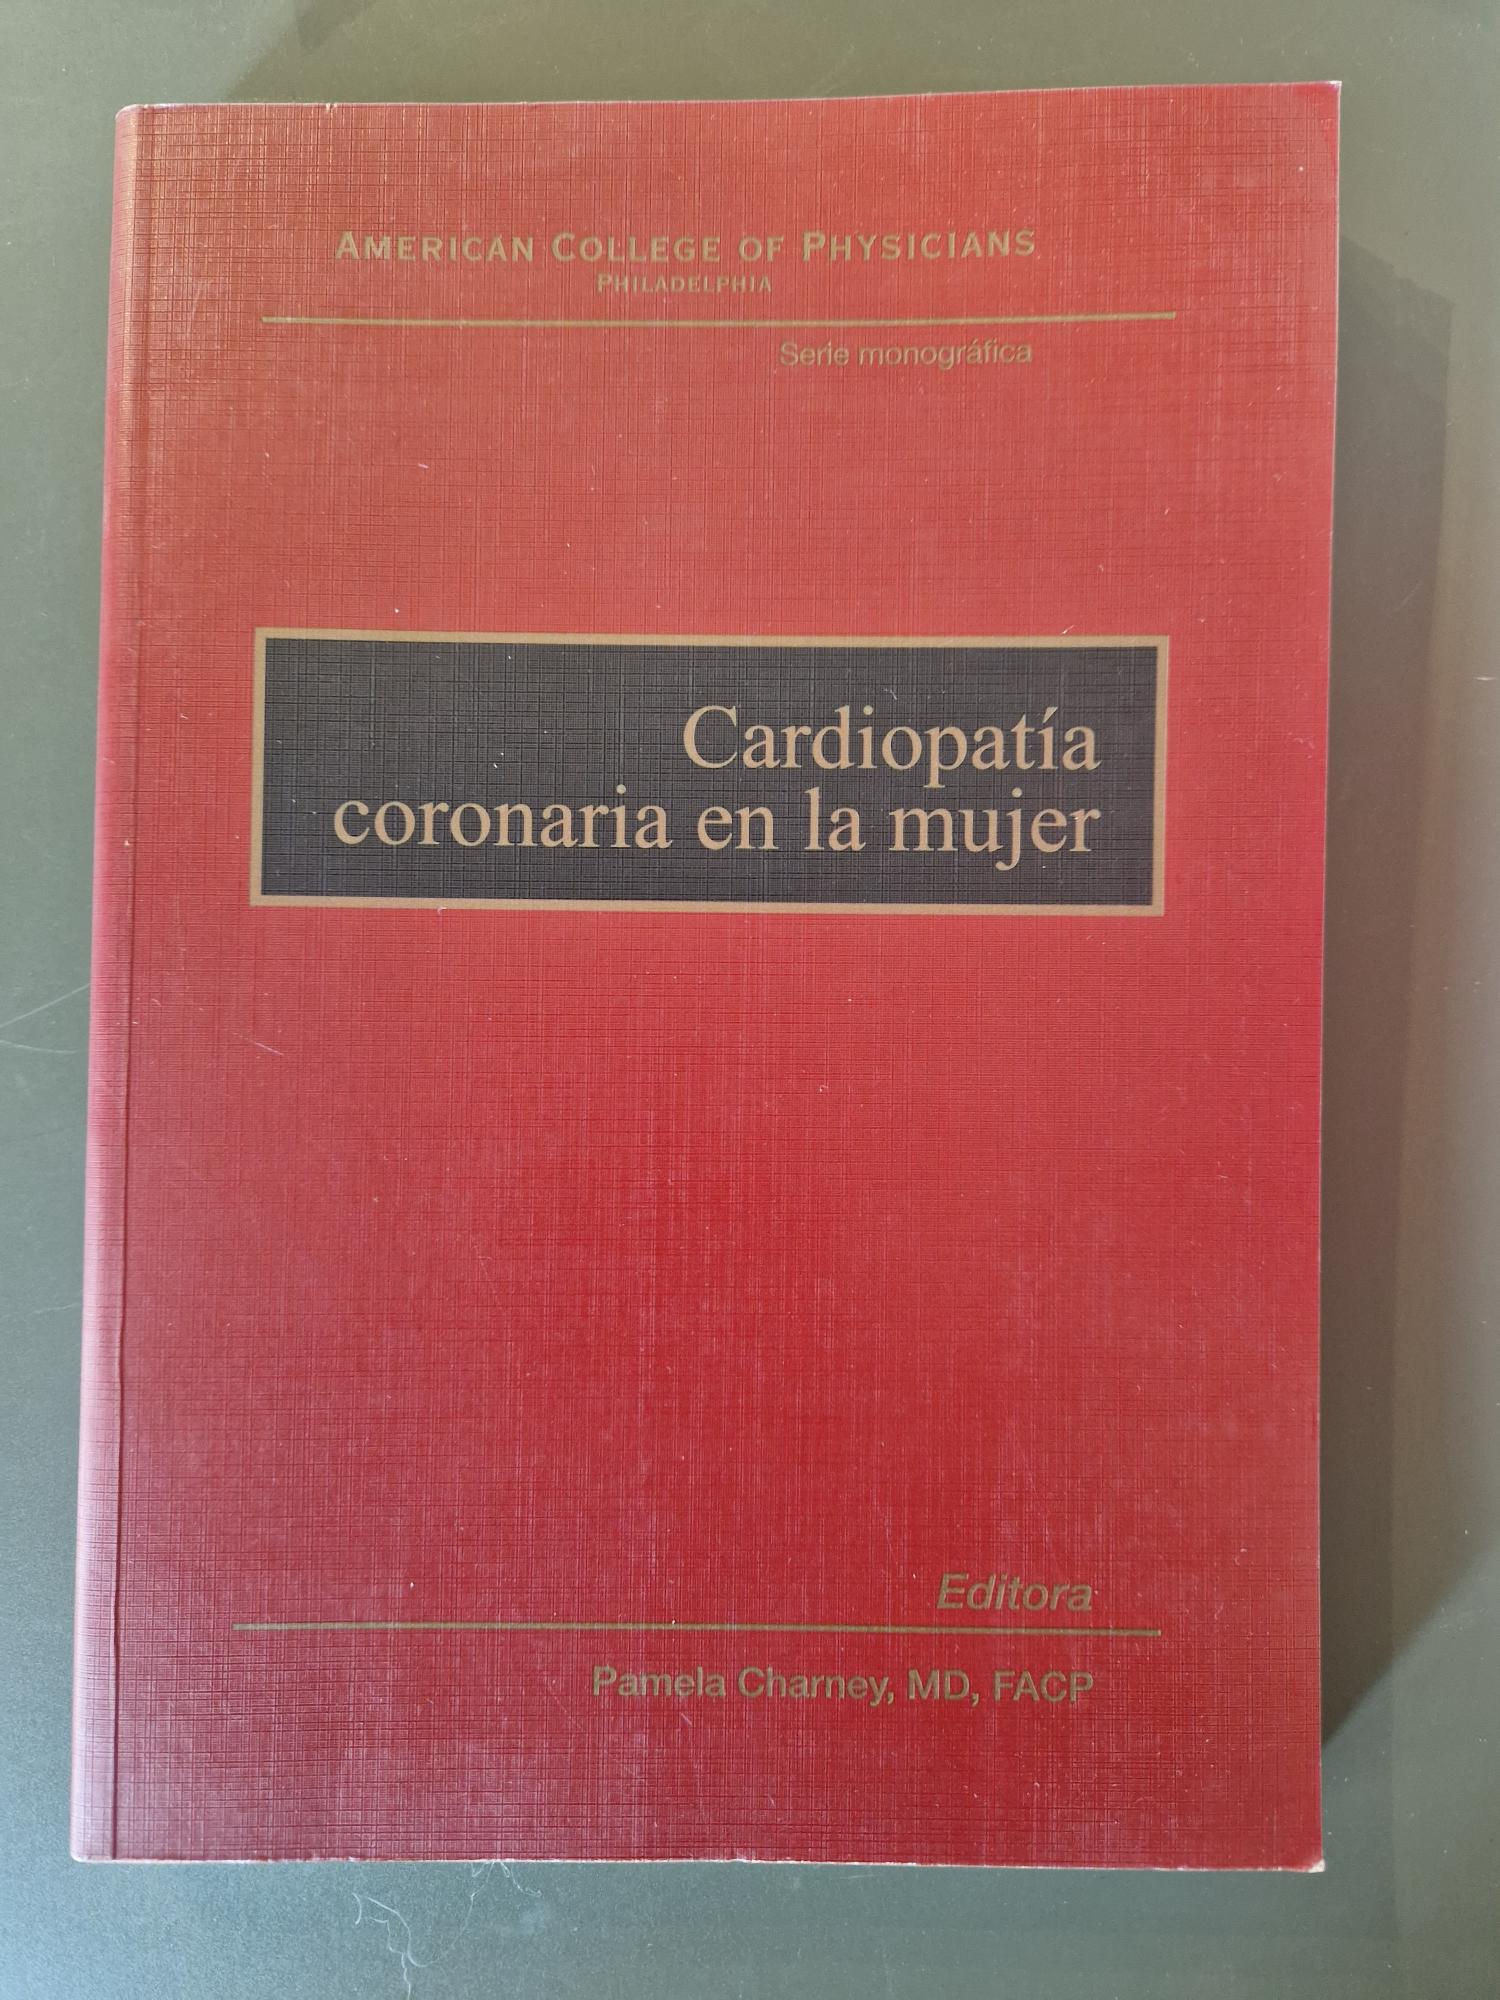 AMERICAN COLLEGE OF PHYSICIANS
PHILADELPHIA
Serie monográfica
Cardiopatía
coronaria en la mujer
Editora
Pamela Charney, MD, FACP